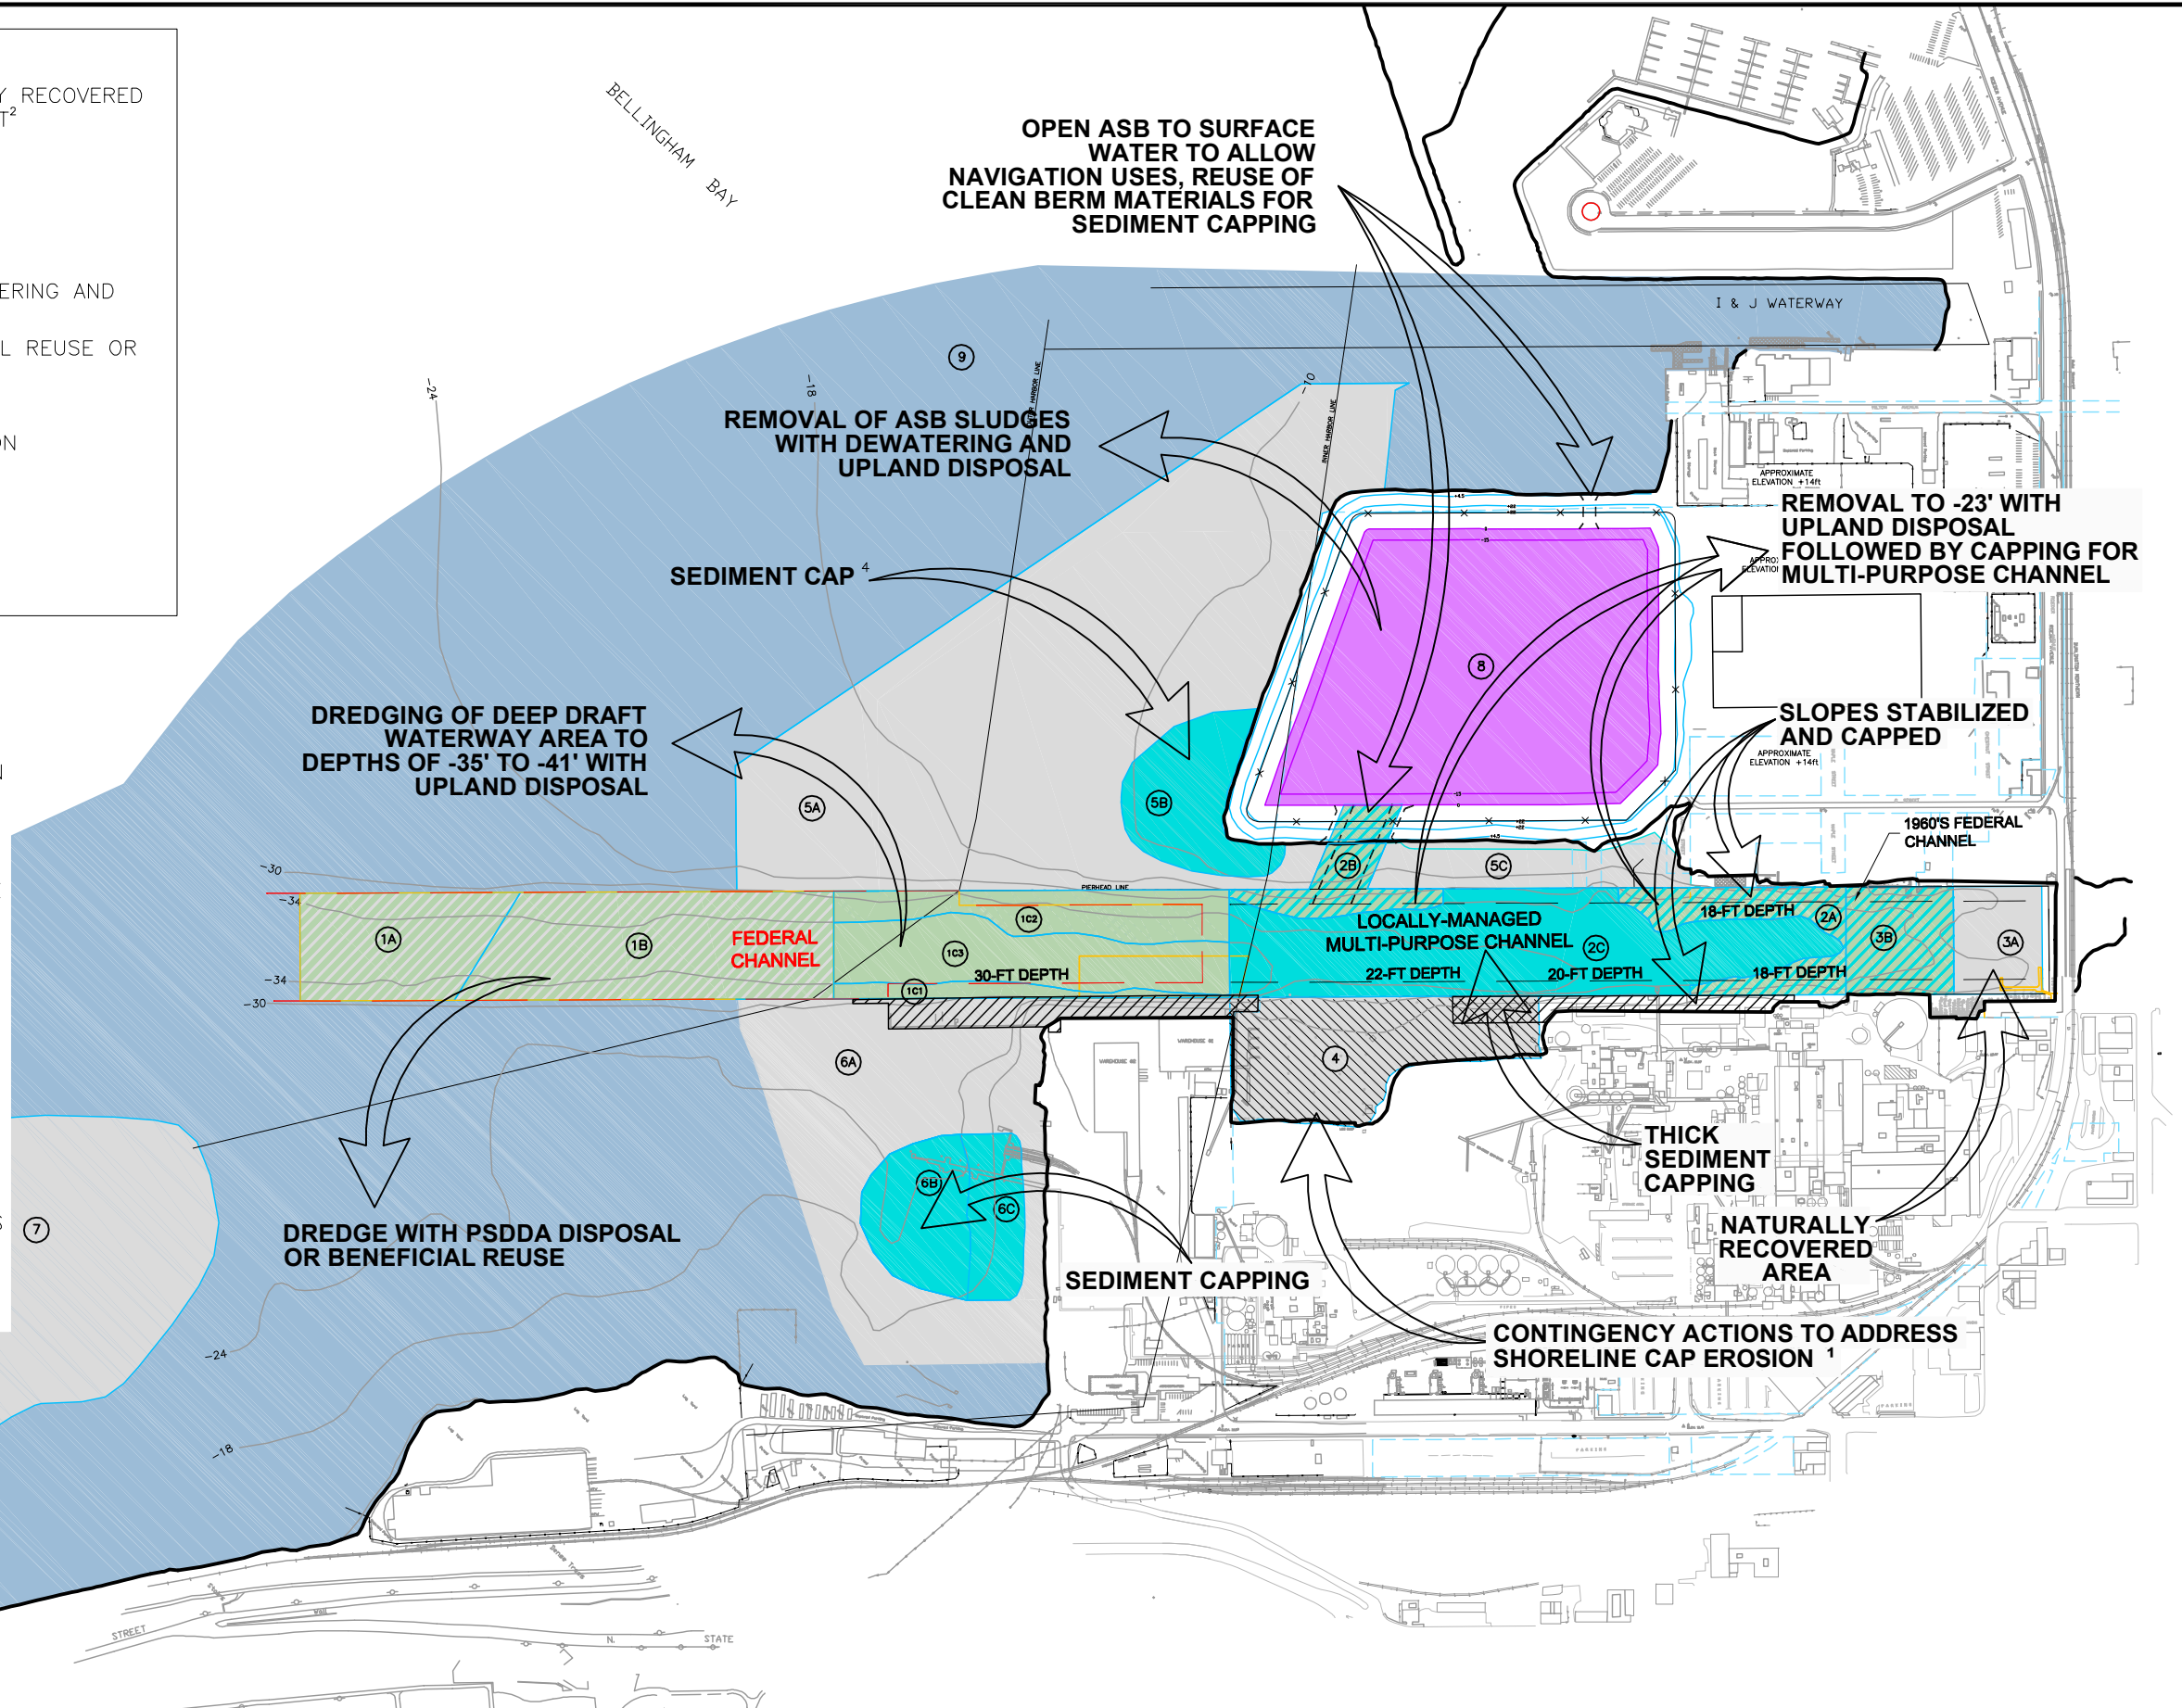 Y RECOVERED
T²
ERING AND
L REUSE OR
ON
N
S
BELLINGHAM BAY
OPEN ASB TO SURFACE
WATER TO ALLOW
NAVIGATION USES, REUSE OF
CLEAN BERM MATERIALS FOR
SEDIMENT CAPPING
I & J WATERWAY
9
-24
-18
-10
OUTER HARBOR LINE
INNER HARBOR LINE
REMOVAL OF ASB SLUDGES
WITH DEWATERING AND
UPLAND DISPOSAL
APPROXIMATE
ELEVATION +14ft
REMOVAL TO -23' WITH
UPLAND DISPOSAL
FOLLOWED BY CAPPING FOR
MULTI-PURPOSE CHANNEL
SEDIMENT CAP 4
8
DREDGING OF DEEP DRAFT
WATERWAY AREA TO
DEPTHS OF -35' TO -41' WITH
UPLAND DISPOSAL
SLOPES STABILIZED
AND CAPPED
APPROXIMATE
ELEVATION +14ft
5A
5B
5C
2B
1960'S FEDERAL
CHANNEL
-30
-34
PIERHEAD LINE
1A
1B
FEDERAL
CHANNEL
1C2
1C3
1C1
30-FT DEPTH
LOCALLY-MANAGED
MULTI-PURPOSE CHANNEL
2C
22-FT DEPTH
20-FT DEPTH
18-FT DEPTH
2A
18-FT DEPTH
3B
3A
-34
-30
6A
4
WAREHOUSE
THICK
SEDIMENT
CAPPING
6B
6C
7
DREDGE WITH PSDDA DISPOSAL
OR BENEFICIAL REUSE
NATURALLY
RECOVERED
AREA
SEDIMENT CAPPING
CONTINGENCY ACTIONS TO ADDRESS
SHORELINE CAP EROSION 1
-24
-18
PARKING
STREET
N. STATE